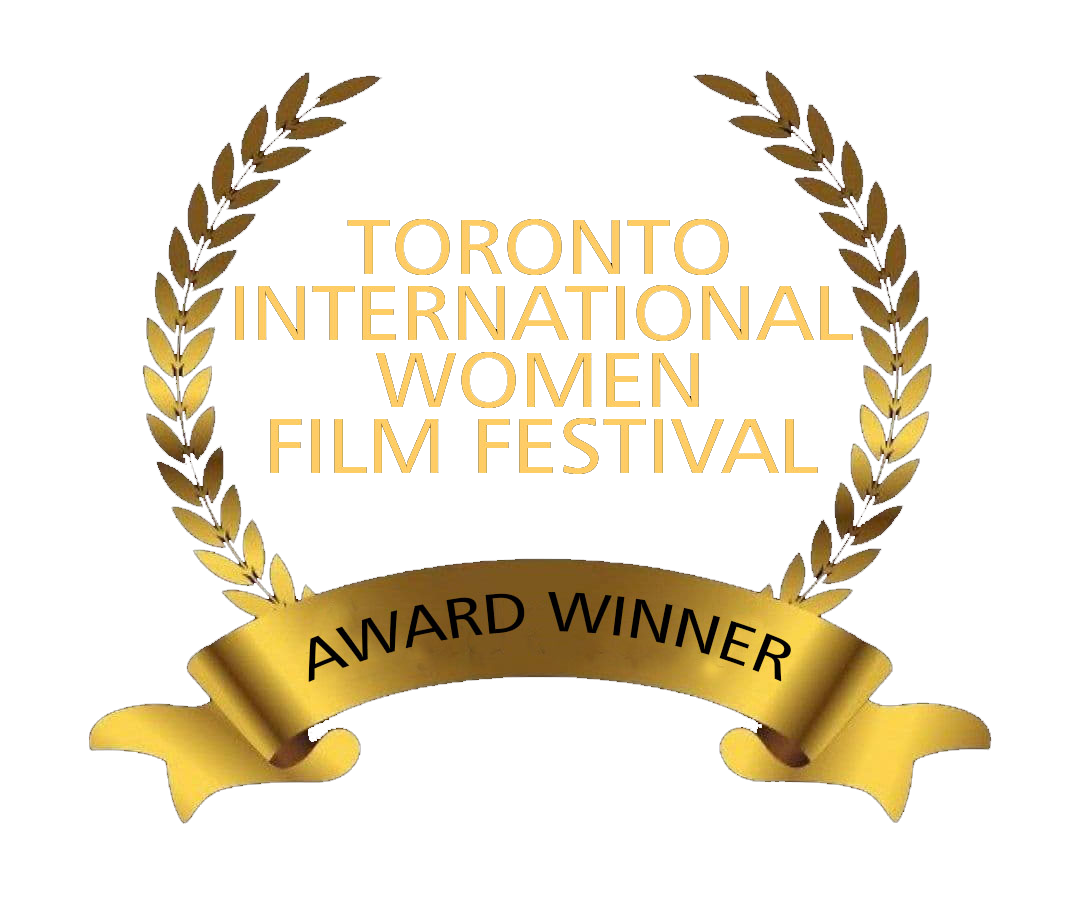 TORONTO
INTERNATIONAL
WOMEN
FILM FESTIVAL
AWARD WINNER